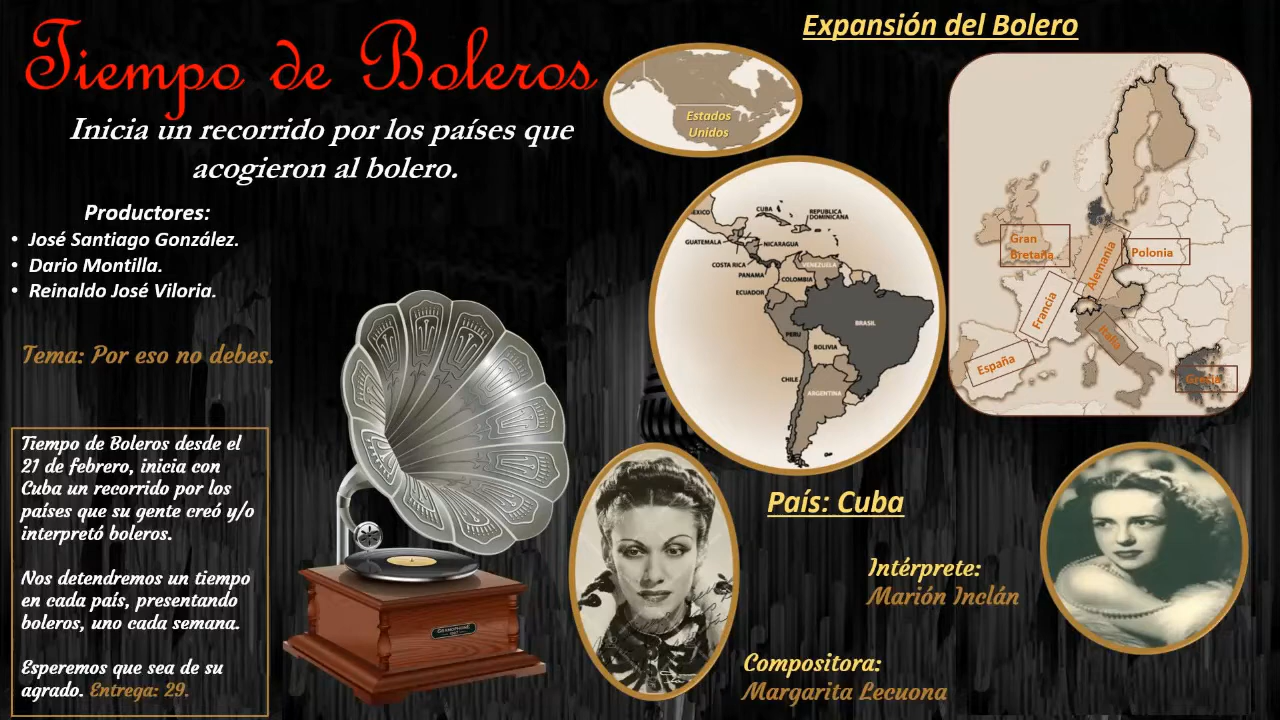 Tiempo de Boleros
Inicia un recorrido por los países que
acogieron al bolero.
Productores:
• José Santiago González.
• Dario Montilla.
• Reinaldo José Viloria.
Tema: Por eso no debes.
Tiempo de Boleros desde el
21 de febrero, inicia con
Cuba un recorrido por los
países que su gente creó y/o
interpretó boleros.
Nos detendremos un tiempo
en cada país, presentando
boleros, uno cada semana.
Esperemos que sea de su
agrado. Entrega: 29.
GRAMOPHONE
Expansión del Bolero
Estados
Unidos
MEXICO
CUBA
REPUBLICA
DOMINICANA
GUATEMALA
NICARAGUA
COSTA RICA
PANAMA
VENEZUELA
COLOMBIA
ECUADOR
BRASIL
PERU
BOLIVIA
CHILE
ARGENTINA
Gran
Bretaña
Alemania
Polonia
Francia
Italia
España
Grecia
País: Cuba
Intérprete:
Marión Inclán
Compositora:
Margarita Lecuona